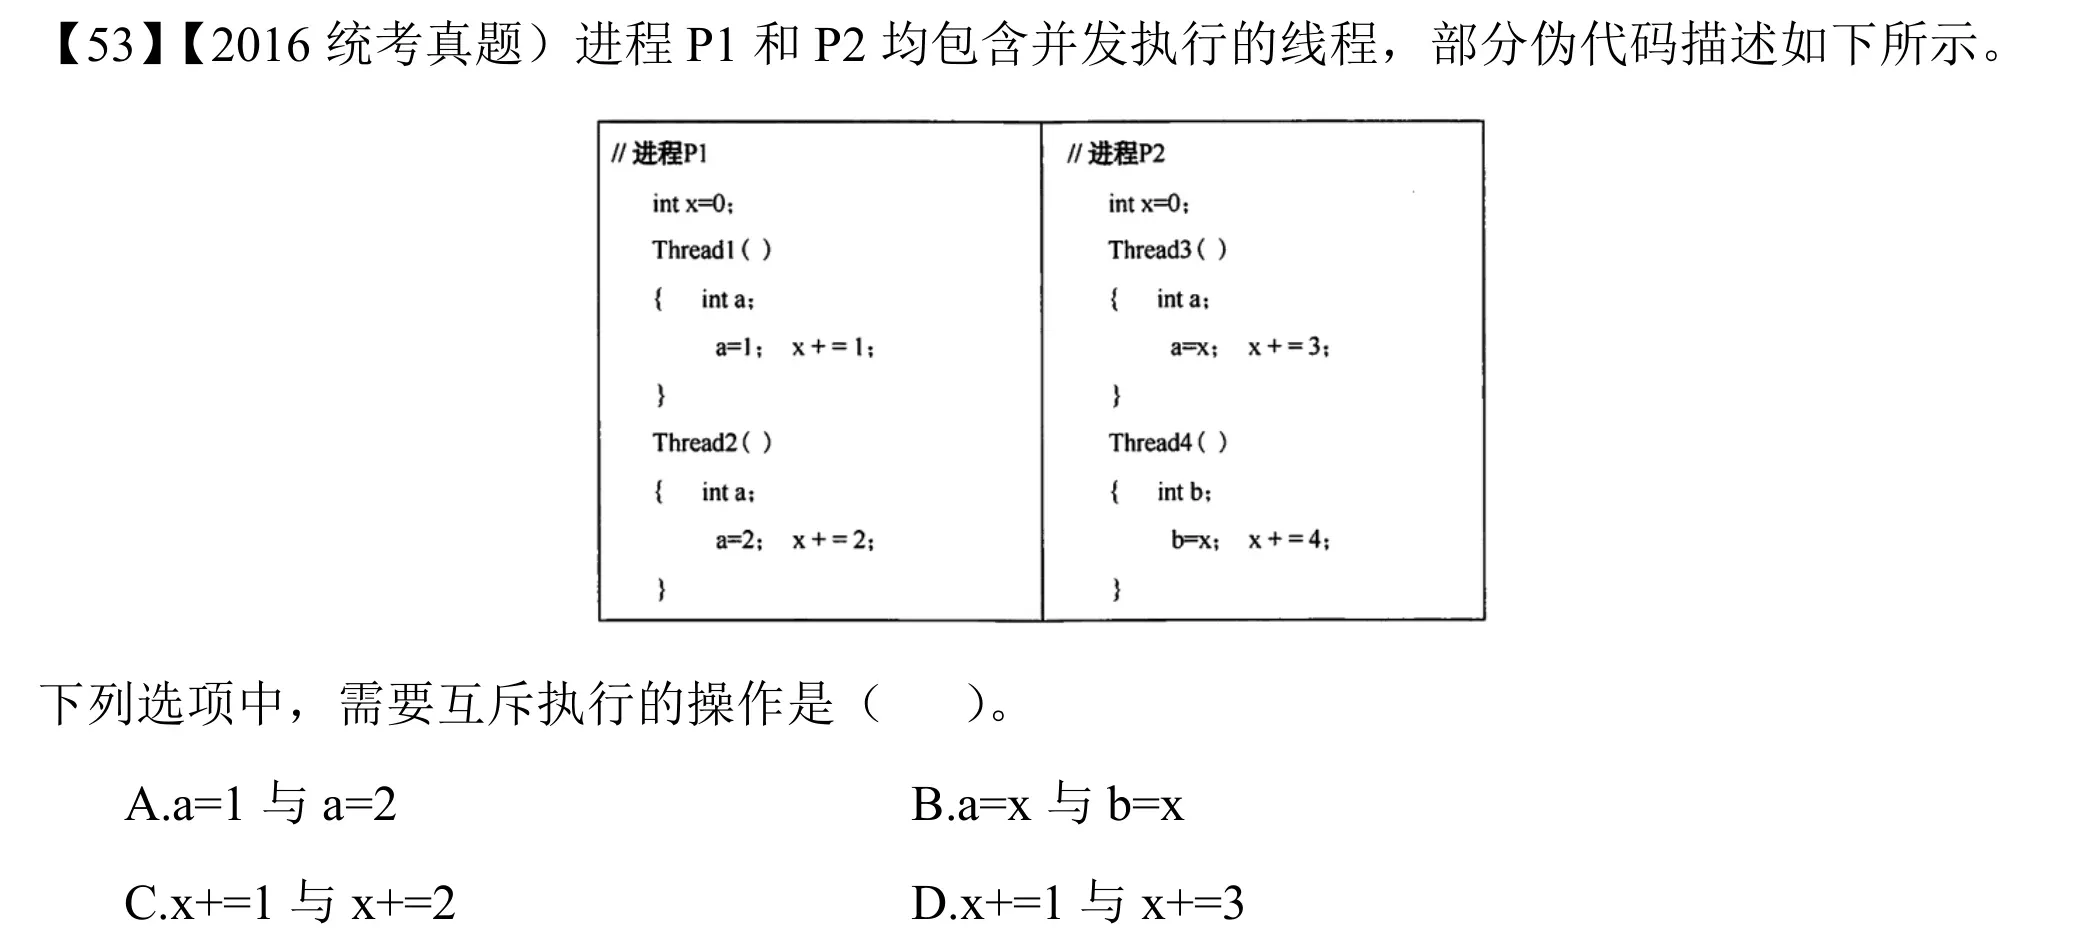 【53】【2016 统考真题）进程 P1 和 P2 均包含并发执行的线程，部分伪代码描述如下所示。
// 进程P1
int x=0;
Thread1( )
{ int a;
a=1; x+=1;
}
Thread2( )
{ int a;
a=2; x+=2;
}
// 进程P2
int x=0;
Thread3( )
{ int a;
a=x; x+=3;
}
Thread4( )
{ int b;
b=x; x+=4;
}
下列选项中，需要互斥执行的操作是（ ）。
A.a=1 与 a=2
B.a=x 与 b=x
C.x+=1 与 x+=2
D.x+=1 与 x+=3